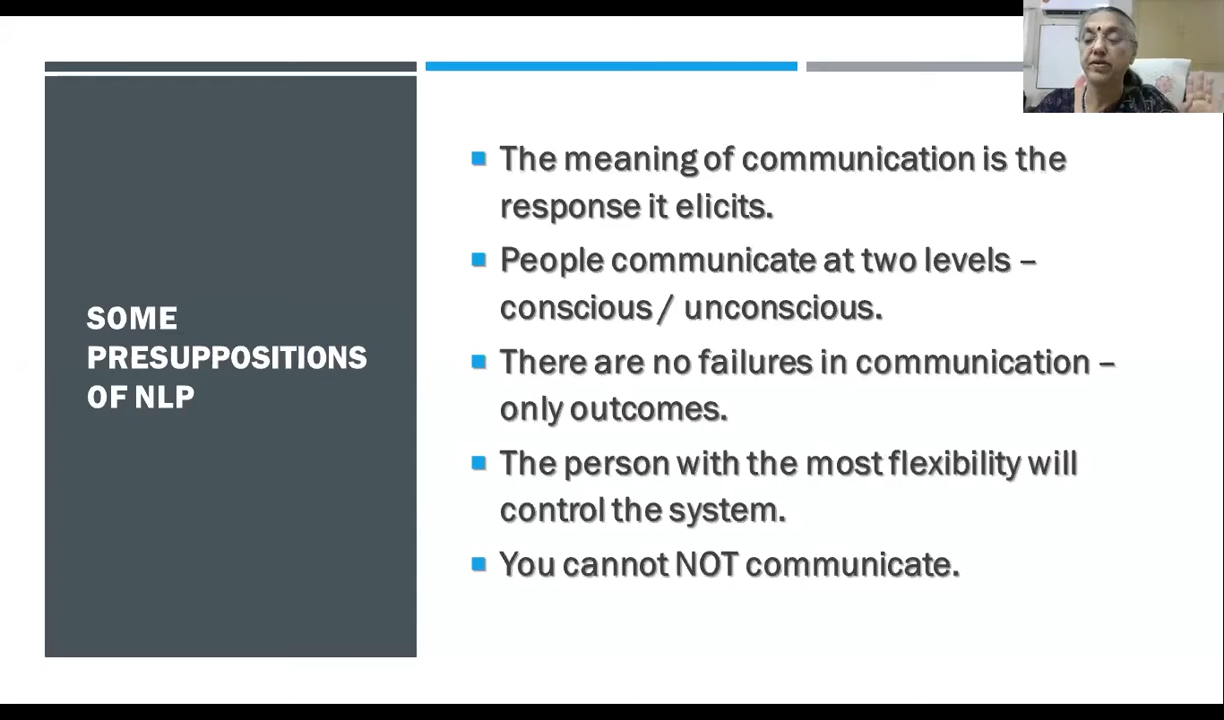 SOME
PRESUPPOSITIONS
OF NLP
The meaning of communication is the
response it elicits.
People communicate at two levels –
conscious / unconscious.
There are no failures in communication –
only outcomes.
The person with the most flexibility will
control the system.
You cannot NOT communicate.